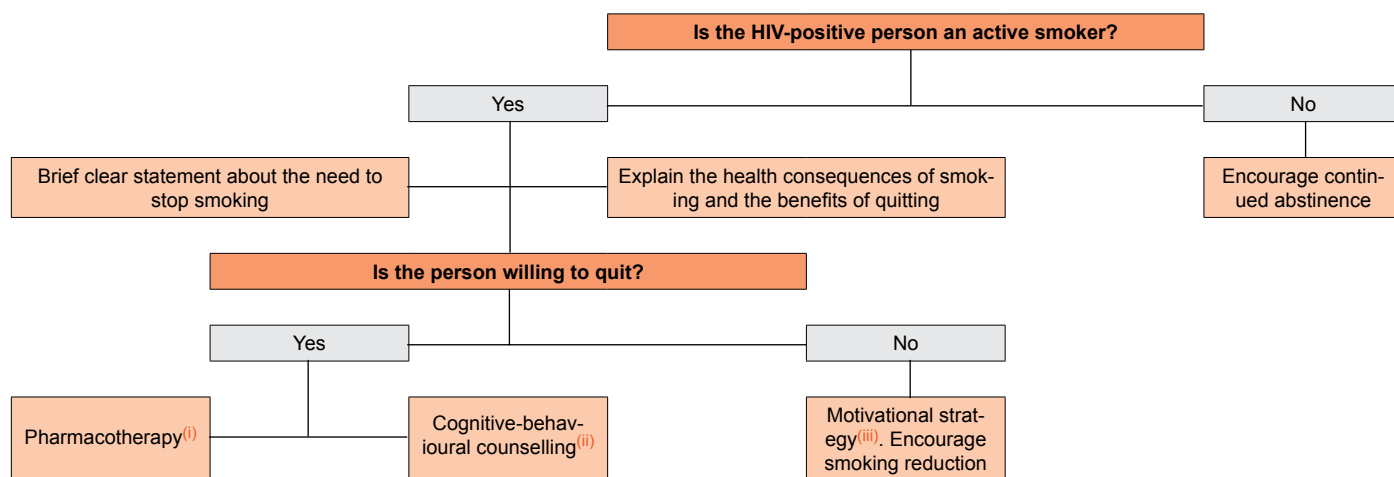 Is the HIV-positive person an active smoker?
Yes
No
Brief clear statement about the need to
stop smoking
Explain the health consequences of smok-
ing and the benefits of quitting
Encourage contin-
ued abstinence
Is the person willing to quit?
Yes
No
Pharmacotherapy(i)
Cognitive-behav-
ioural counselling(ii)
Motivational strat-
egy(iii). Encourage
smoking reduction